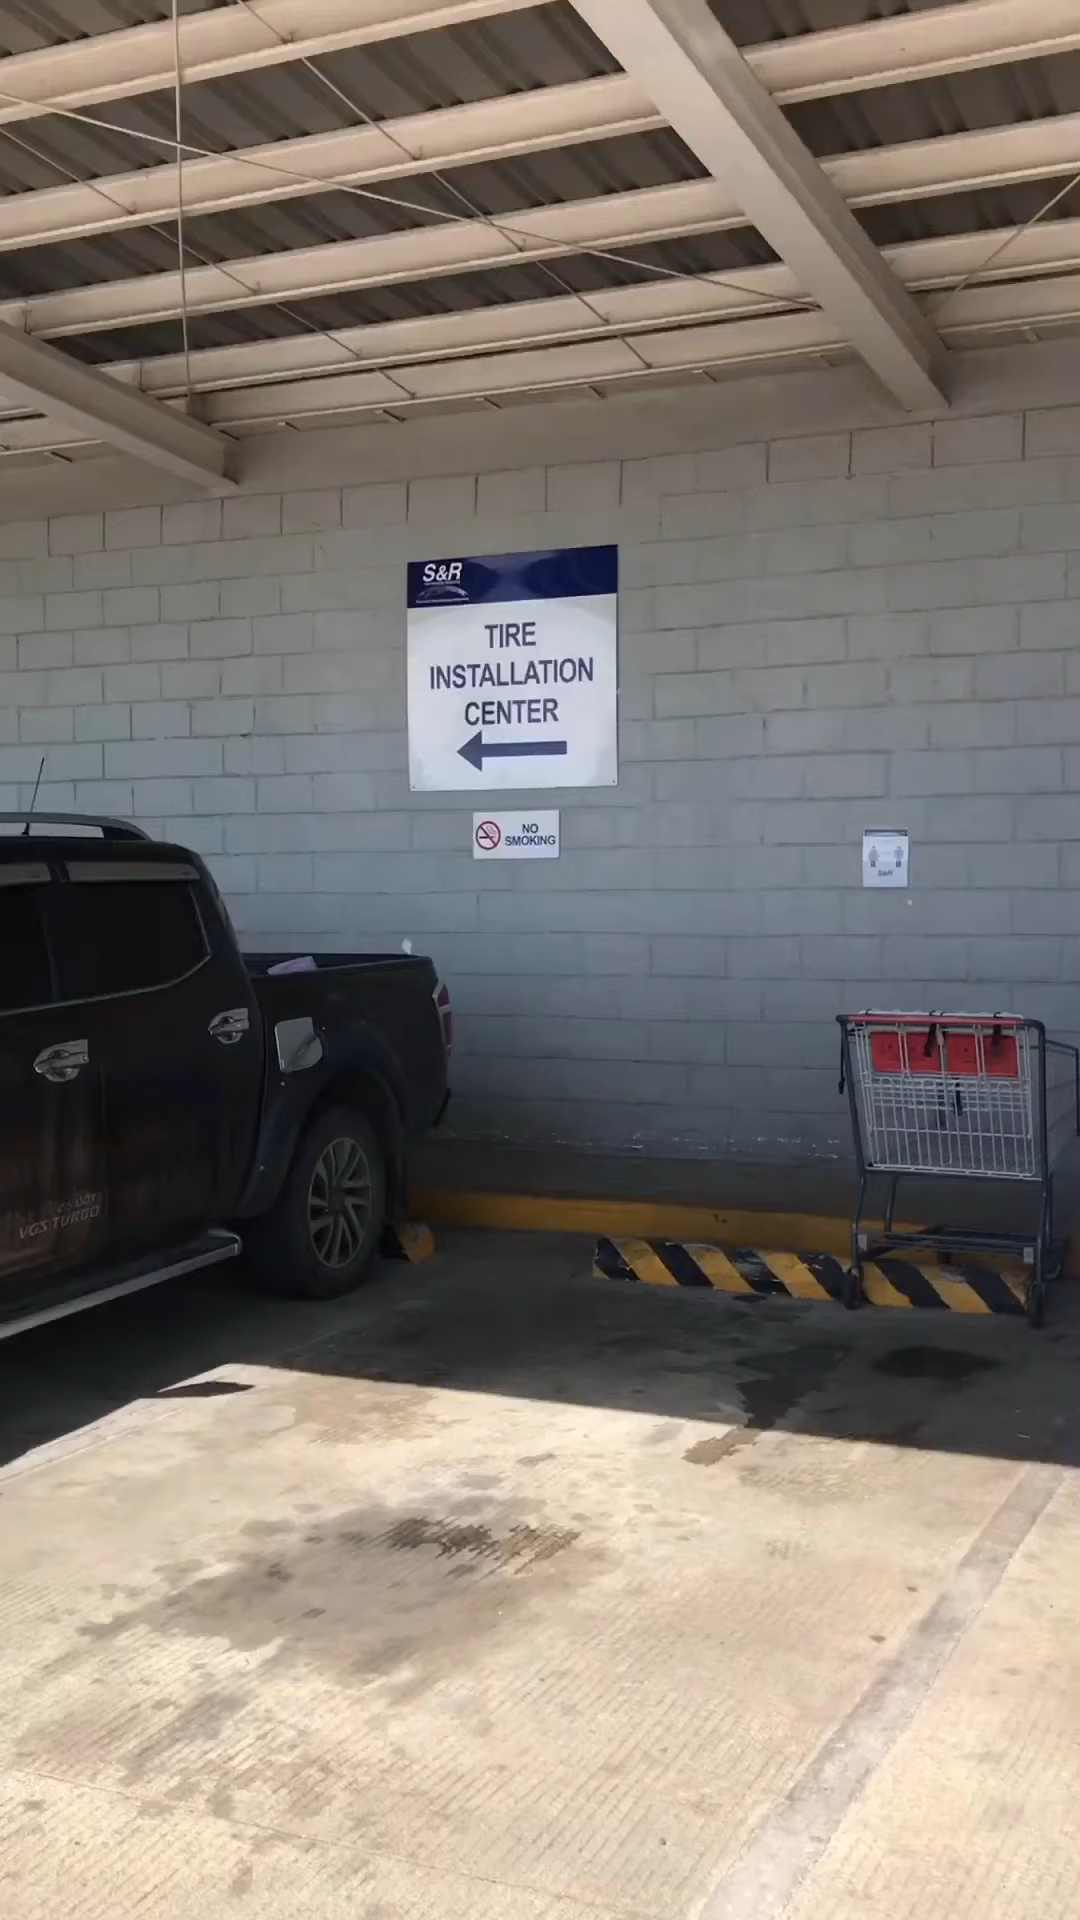 S&R
TIRE
INSTALLATION
CENTER
NO
SMOKING
VGS TURBO